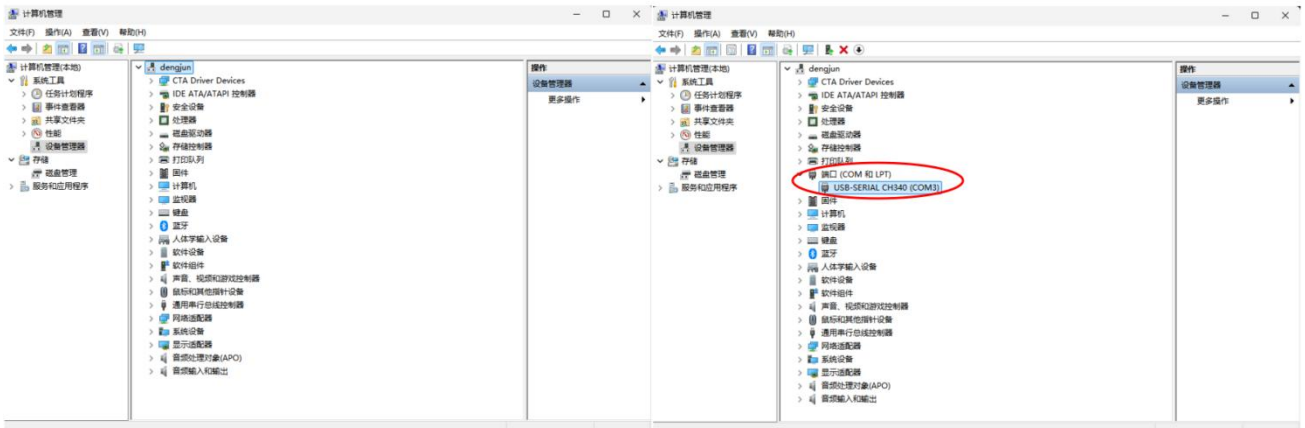 计算机管理
文件(F) 操作(A) 查看(V) 帮助(H)
计算机管理(本地)
系统工具
任务计划程序
事件查看器
共享文件夹
性能
设备管理器
存储
磁盘管理
服务和应用程序
dengjun
CTA Driver Devices
IDE ATA/ATAPI 控制器
安全设备
处理器
磁盘驱动器
存储控制器
打印队列
固件
计算机
监视器
键盘
蓝牙
人体学输入设备
软件设备
软件组件
声音、视频和游戏控制器
鼠标和其他指针设备
通用串行总线控制器
网络适配器
系统设备
显示适配器
音频处理对象(APO)
音频输入和输出
操作
设备管理器
更多操作
计算机管理
文件(F) 操作(A) 查看(V) 帮助(H)
计算机管理(本地)
系统工具
任务计划程序
事件查看器
共享文件夹
性能
设备管理器
存储
磁盘管理
服务和应用程序
dengjun
CTA Driver Devices
IDE ATA/ATAPI 控制器
安全设备
处理器
磁盘驱动器
存储控制器
打印队列
端口 (COM 和 LPT)
USB-SERIAL CH340 (COM3)
固件
计算机
监视器
键盘
蓝牙
人体学输入设备
软件设备
软件组件
声音、视频和游戏控制器
鼠标和其他指针设备
通用串行总线控制器
网络适配器
系统设备
显示适配器
音频处理对象(APO)
音频输入和输出
操作
设备管理器
更多操作